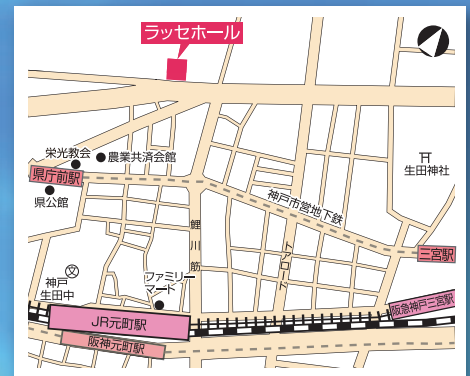 ラッセホール
栄光教会
農業共済会館
県庁前駅
県公館
生田神社
神戸市営地下鉄
三宮駅
鯉川筋
トアロード
文
神戸
生田中
ファミリー
マート
阪急神戸三宮駅
JR元町駅
阪神元町駅